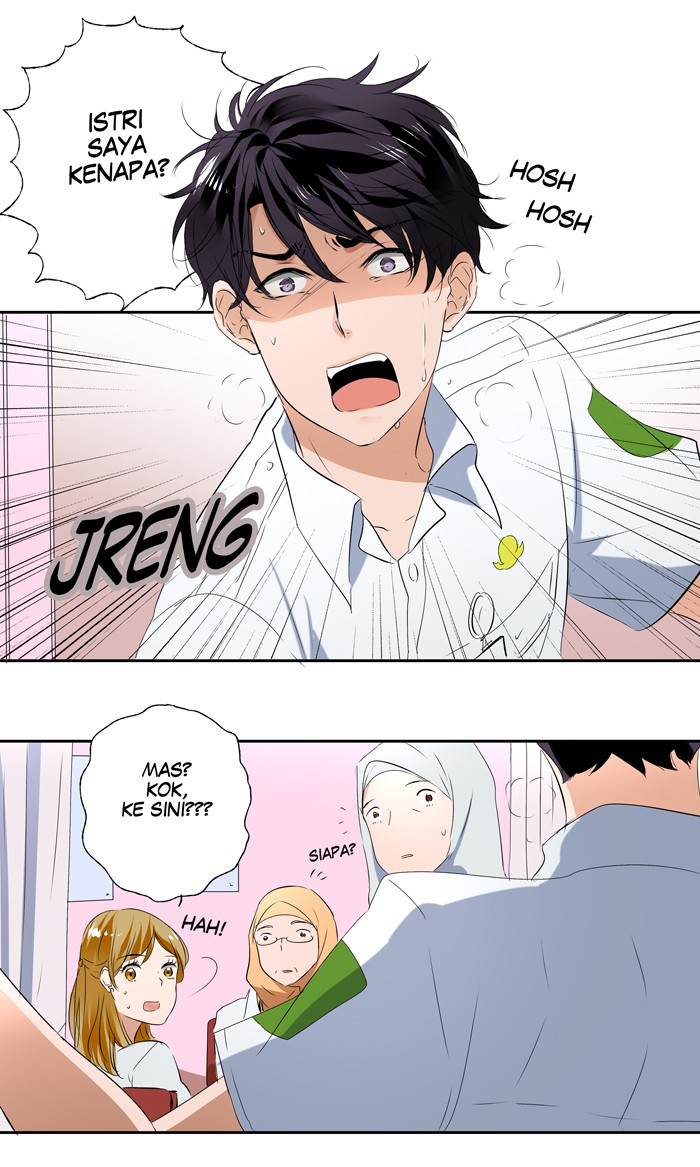 ISTRI
SAYA
KENAPA?
HOSH
HOSH
JRENG
MAS?
KOK,
KE SINI???
SIAPA?
HAH!